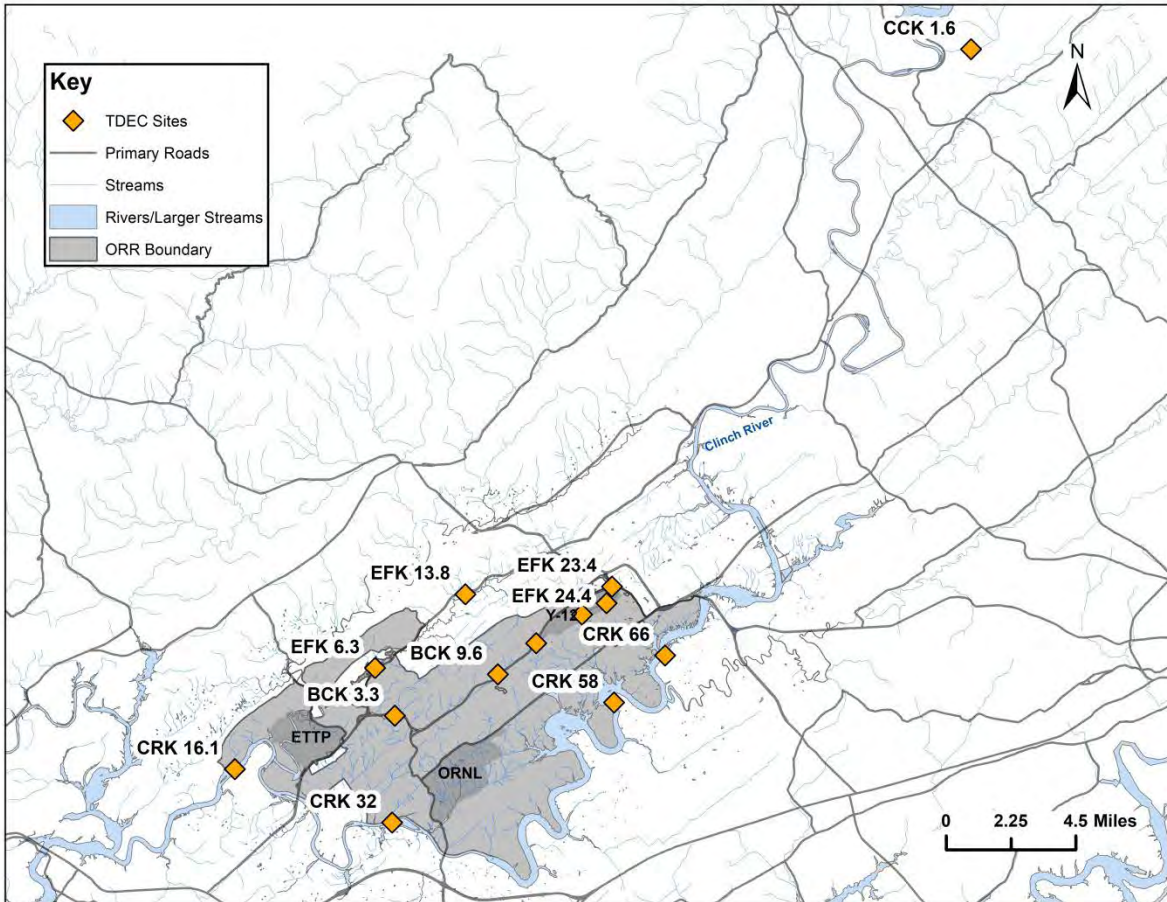 CCK 1.6
N
Key
TDEC Sites
Primary Roads
Streams
Rivers/Larger Streams
ORR Boundary
Clinch River
EFK 13.8
EFK 23.4
EFK 24.4
Y-12
CRK 66
EFK 6.3
BCK 9.6
BCK 3.3
CRK 58
ETTP
CRK 16.1
ORNL
CRK 32
0 2.25 4.5 Miles